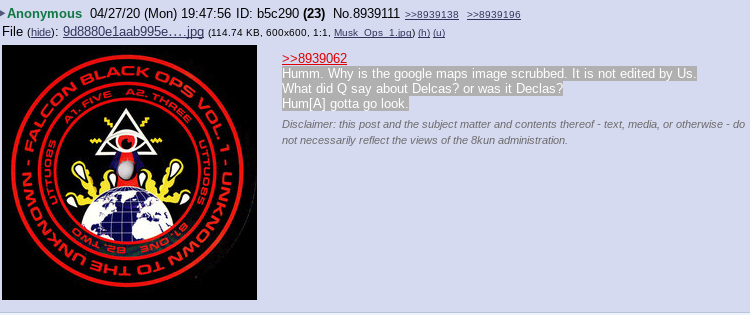 ▶Anonymous 04/27/20 (Mon) 19:47:56 ID: b5c290 (23) No.8939111 >>8939138 >>8939196
File (hide): 9d8880e1aab995e….jpg (114.74 KB, 600x600, 1:1, Musk_Ops_1.jpg) (h) (u)
>>8939062
Humm. Why is the google maps image scrubbed. It is not edited by Us.
What did Q say about Delcas? or was it Declas?
Hum[A] gotta go look.
Disclaimer: this post and the subject matter and contents thereof - text, media, or otherwise - do
not necessarily reflect the views of the 8kun administration.
FALCON BLACK OPS VOL.1 - UNKNOWN TO THE UNKNOWN -
A1. FIVE A2. THREE
UTTU085
UTTU085
B1. ONE B2. TWO